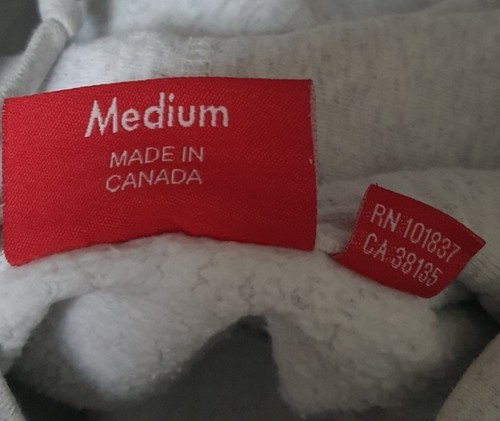 Medium
MADE IN
CANADA
RN 101837
CA 38135